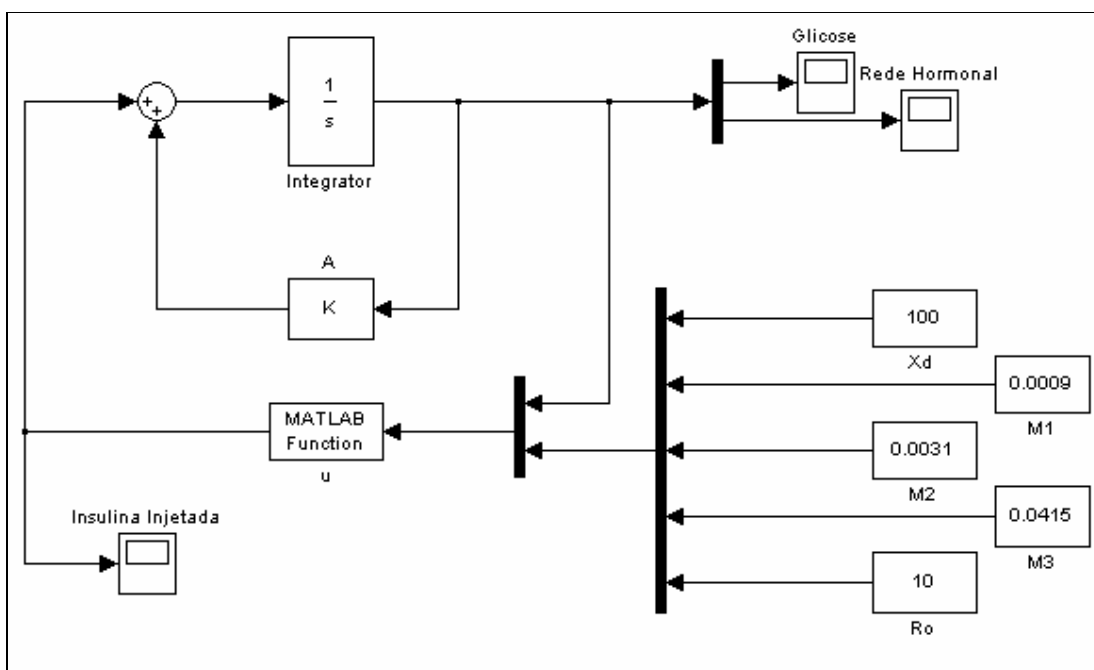 Glicose
Rede Hormonal
+
+
1
s
Integrator
A
K
100
Xd
0.0009
M1
MATLAB
Function
u
0.0031
M2
Insulina Injetada
0.0415
M3
10
Ro